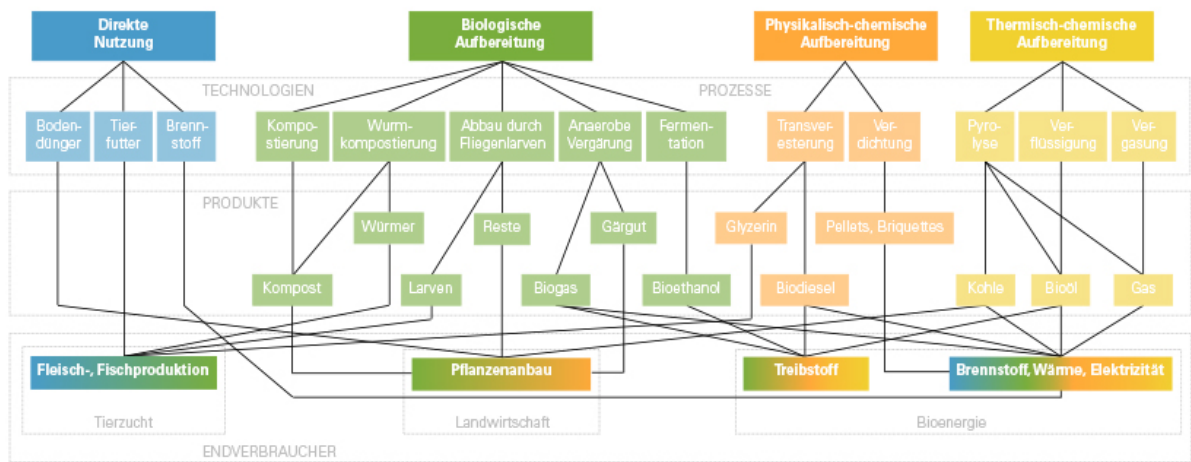 Direkte
Nutzung
Biologische
Aufbereitung
Physikalisch-chemische
Aufbereitung
Thermisch-chemische
Aufbereitung
TECHNOLOGIEN
PROZESSE
Boden-
dünger
Tier-
futter
Brenn-
stoff
Kompo-
stierung
Wurm-
kompostierung
Abbau durch
Fliegenlarven
Anaerobe
Vergärung
Fermen-
tation
Transver-
esterung
Ver-
dichtung
Pyro-
lyse
Ver-
flüssigung
Ver-
gasung
PRODUKTE
Würmer
Reste
Gärgut
Glyzerin
Pellets, Briquettes
Kompost
Larven
Biogas
Bioethanol
Biodiesel
Kohle
Bioöl
Gas
Fleisch-, Fischproduktion
Pflanzenanbau
Treibstoff
Brennstoff, Wärme, Elektrizität
Tierzucht
Landwirtschaft
Bioenergie
ENDVERBRAUCHER